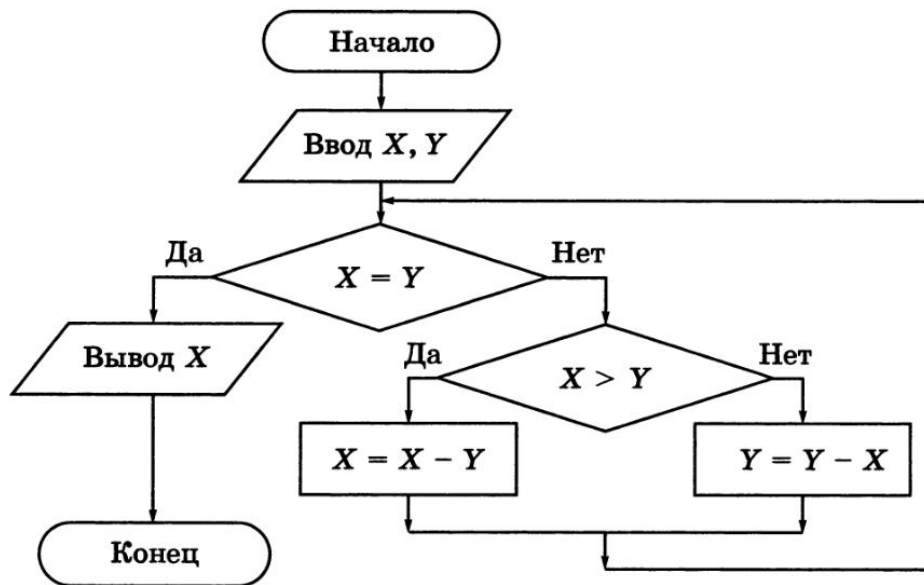 Начало
Ввод X, Y
Да
Нет
X = Y
Вывод X
Да
Нет
X > Y
X = X − Y
Y = Y − X
Конец